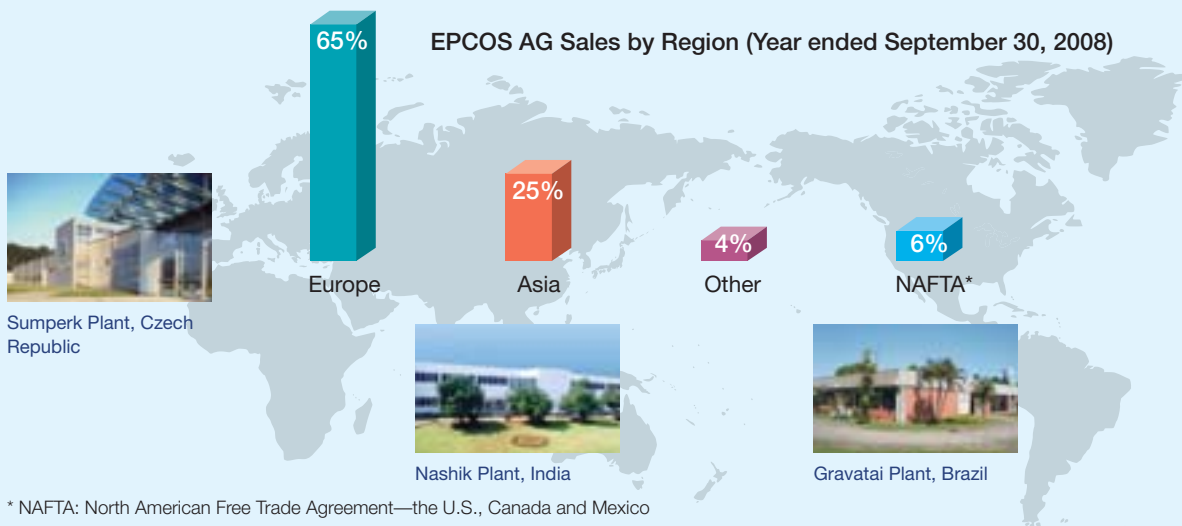 EPCOS AG Sales by Region (Year ended September 30, 2008)
65%
25%
4%
6%
Europe
Asia
Other
NAFTA*
Sumperk Plant, Czech
Republic
Nashik Plant, India
Gravatai Plant, Brazil
* NAFTA: North American Free Trade Agreement—the U.S., Canada and Mexico